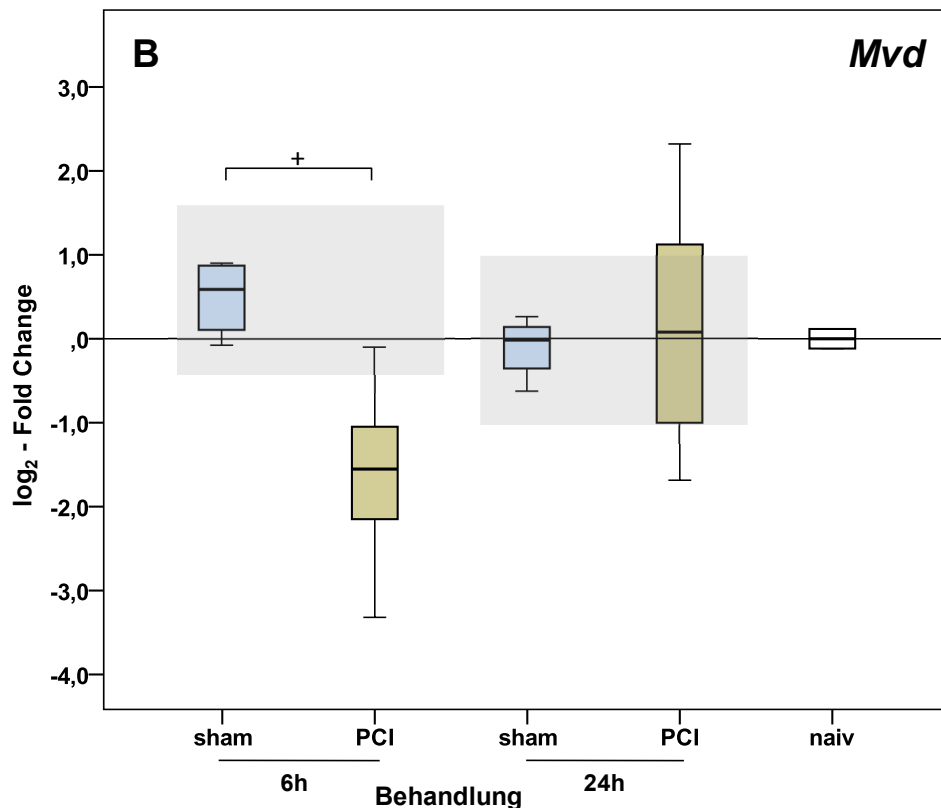 B
Mvd
3,0
+
2,0
1,0
,0
-1,0
-2,0
-3,0
-4,0
log₂ - Fold Change
sham PCI sham PCI naiv
6h 24h
Behandlung